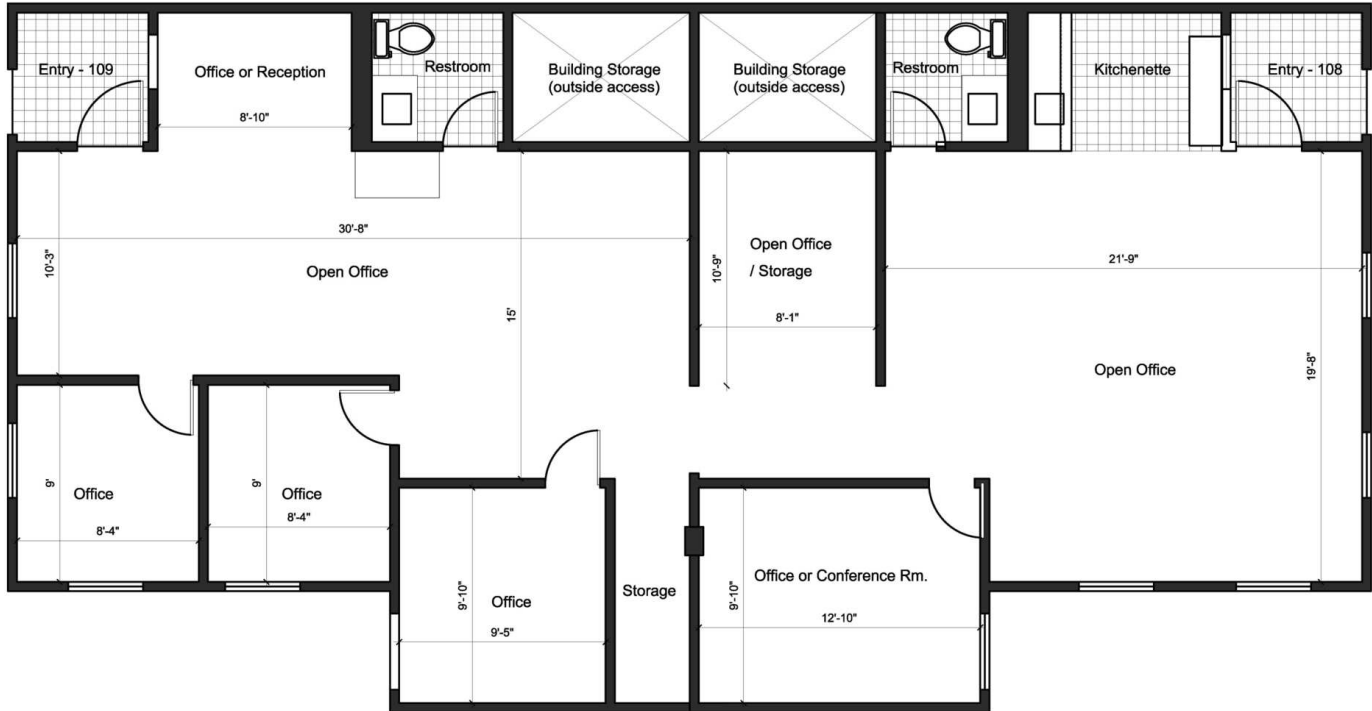 Entry - 109
Office or Reception
8'-10"
Restroom
Building Storage
(outside access)
Building Storage
(outside access)
Restroom
Kitchenette
Entry - 108
10'-3"
30'-8"
Open Office
15'
10'-9"
Open Office
/ Storage
8'-1"
21'-9"
Open Office
19'-8"
9'
Office
8'-4"
9'
Office
8'-4"
9'-10"
Office
9'-5"
Storage
9'-10"
Office or Conference Rm.
12'-10"